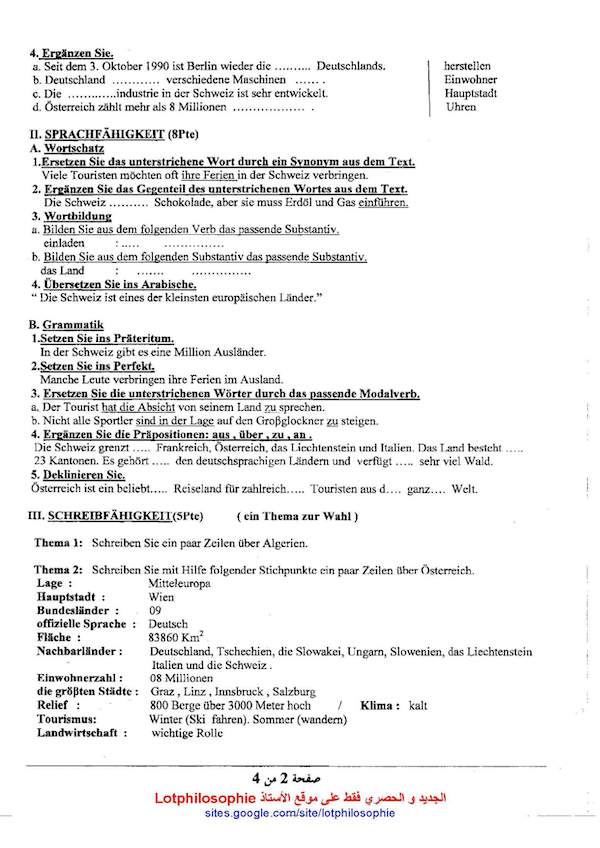 4. Ergänzen Sie.
a. Seit dem 3. Oktober 1990 ist Berlin wieder die .......... Deutschlands. herstellen
b. Deutschland ............ verschiedene Maschinen ...... . Einwohner
c. Die .............industrie in der Schweiz ist sehr entwickelt. Hauptstadt
d. Österreich zählt mehr als 8 Millionen .................. . Uhren
II. SPRACHFÄHIGKEIT (8Pte)
A. Wortschatz
1.Ersetzen Sie das unterstrichene Wort durch ein Synonym aus dem Text.
Viele Touristen möchten oft ihre Ferien in der Schweiz verbringen.
2. Ergänzen Sie das Gegenteil des unterstrichenen Wortes aus dem Text.
Die Schweiz .......... Schokolade, aber sie muss Erdöl und Gas einführen.
3. Wortbildung
a. Bilden Sie aus dem folgenden Verb das passende Substantiv.
einladen : ..... ...............
b. Bilden Sie aus dem folgenden Substantiv das passende Substantiv.
das Land : ....... ...............
4. Übersetzen Sie ins Arabische.
“ Die Schweiz ist eines der kleinsten europäischen Länder.”
B. Grammatik
1.Setzen Sie ins Präteritum.
In der Schweiz gibt es eine Million Ausländer.
2.Setzen Sie ins Perfekt.
Manche Leute verbringen ihre Ferien im Ausland.
3. Ersetzen Sie die unterstrichenen Wörter durch das passende Modalverb.
a. Der Tourist hat die Absicht von seinem Land zu sprechen.
b. Nicht alle Sportler sind in der Lage auf den Großglockner zu steigen.
4. Ergänzen Sie die Präpositionen: aus , über , zu , an .
Die Schweiz grenzt ..... Frankreich, Österreich, das Liechtenstein und Italien. Das Land besteht .....
23 Kantonen. Es gehört ..... den deutschsprachigen Ländern und verfügt ..... sehr viel Wald.
5. Deklinieren Sie.
Österreich ist ein beliebt..... Reiseland für zahlreich..... Touristen aus d.... ganz.... Welt.
III. SCHREIBFÄHIGKEIT(5Pte) ( ein Thema zur Wahl )
Thema 1: Schreiben Sie ein paar Zeilen über Algerien.
Thema 2: Schreiben Sie mit Hilfe folgender Stichpunkte ein paar Zeilen über Österreich.
Lage : Mitteleuropa
Hauptstadt : Wien
Bundesländer : 09
offizielle Sprache : Deutsch
Fläche : 83860 Km²
Nachbarländer : Deutschland, Tschechien, die Slowakei, Ungarn, Slowenien, das Liechtenstein
Italien und die Schweiz .
Einwohnerzahl : 08 Millionen
die größten Städte : Graz , Linz , Innsbruck , Salzburg
Relief : 800 Berge über 3000 Meter hoch / Klima : kalt
Tourismus: Winter (Ski fahren). Sommer (wandern)
Landwirtschaft : wichtige Rolle
صفحة 2 من 4
الجديد و الحصري فقط على موقع الأستاذ Lotphilosophie
sites.google.com/site/lotphilosophie